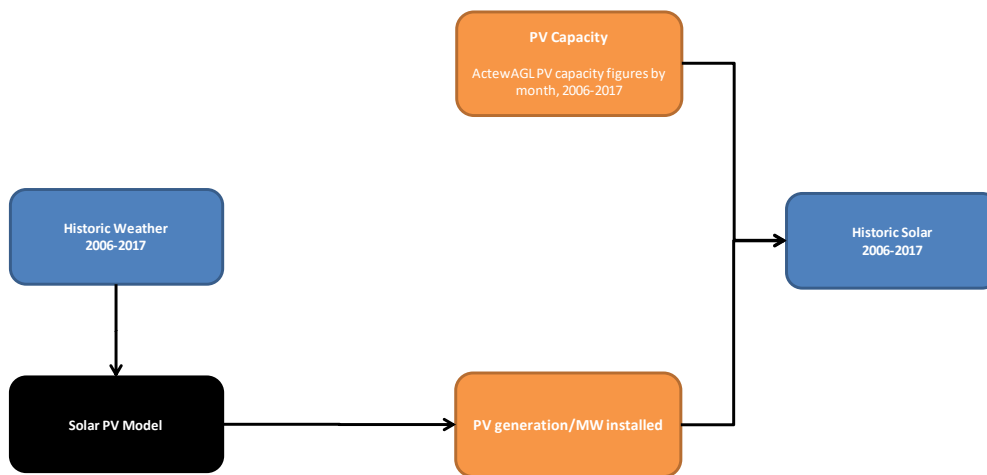 PV Capacity
ActewAGL PV capacity figures by
month, 2006-2017
Historic Weather
2006-2017
Historic Solar
2006-2017
Solar PV Model
PV generation/MW installed